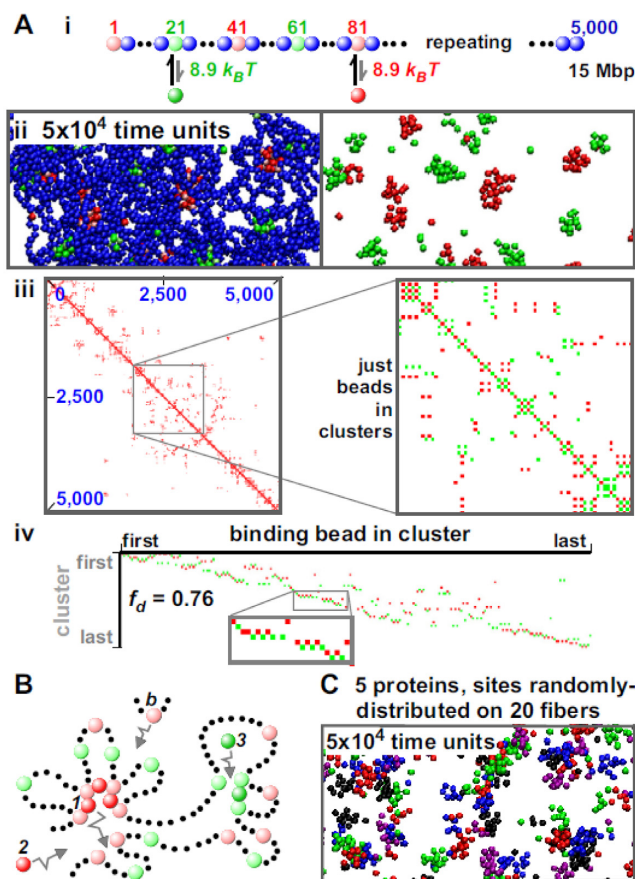 A
i
1 21 41 61 81 5,000
repeating
8.9 kBT 8.9 kBT 15 Mbp
ii 5x10⁴ time units
iii
0 2,500 5,000
2,500
5,000
just
beads
in
clusters
iv
binding bead in cluster
first last
cluster
first
last
fd = 0.76
B
b
3
1
2
C 5 proteins, sites randomly-
distributed on 20 fibers
5x10⁴ time units